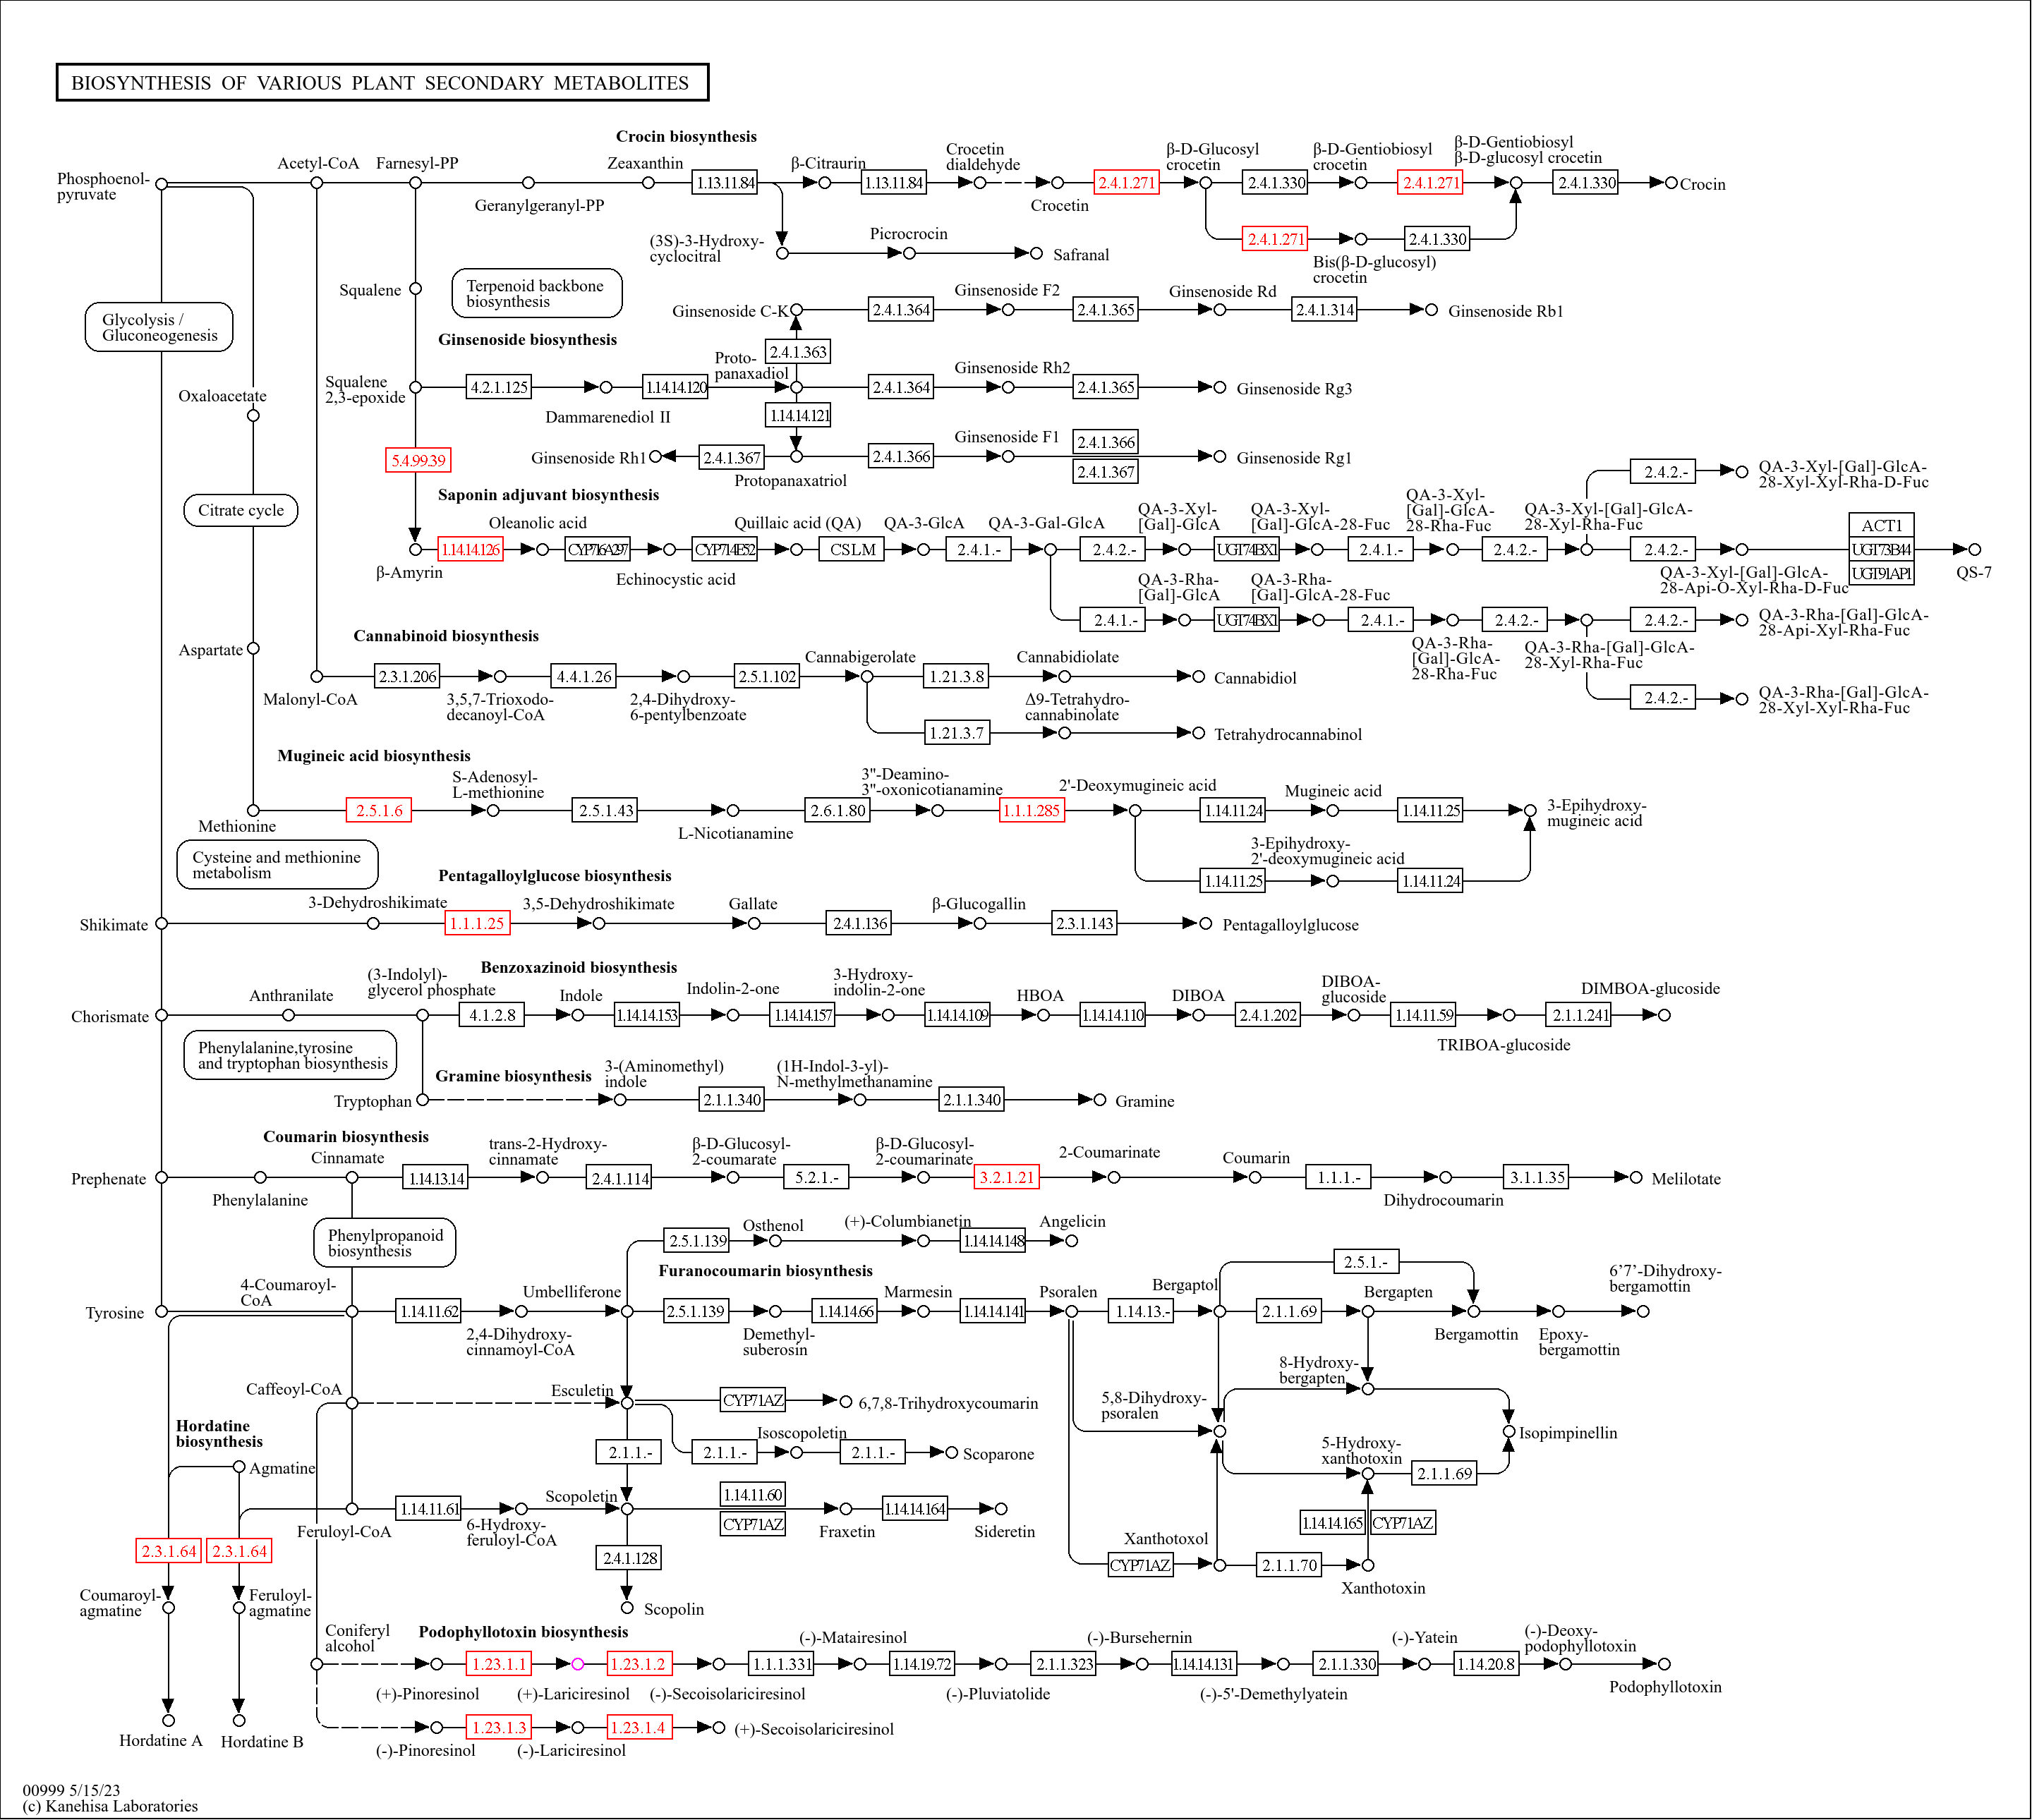 BIOSYNTHESIS OF VARIOUS PLANT SECONDARY METABOLITES
Crocin biosynthesis
Phosphoenol-
pyruvate
Acetyl-CoA
Farnesyl-PP
Geranylgeranyl-PP
Zeaxanthin
1.13.11.84
β-Citraurin
1.13.11.84
Crocetin
dialdehyde
Crocetin
2.4.1.271
β-D-Glucosyl
crocetin
2.4.1.330
β-D-Gentiobiosyl
crocetin
2.4.1.271
β-D-Gentiobiosyl
β-D-glucosyl crocetin
2.4.1.330
Crocin
(3S)-3-Hydroxy-
cyclocitral
Picrocrocin
Safranal
2.4.1.271
Bis(β-D-glucosyl)
crocetin
2.4.1.330
Squalene
Terpenoid backbone
biosynthesis
Glycolysis /
Gluconeogenesis
Ginsenoside C-K
2.4.1.364
Ginsenoside F2
2.4.1.365
Ginsenoside Rd
2.4.1.314
Ginsenoside Rb1
Ginsenoside biosynthesis
2.4.1.363
Squalene
2,3-epoxide
4.2.1.125
Dammarenediol II
1.14.14.120
Proto-
panaxadiol
2.4.1.364
Ginsenoside Rh2
2.4.1.365
Ginsenoside Rg3
Oxaloacetate
1.14.14.121
5.4.99.39
Ginsenoside Rh1
2.4.1.367
Protopanaxatriol
2.4.1.366
Ginsenoside F1
2.4.1.366
2.4.1.367
Ginsenoside Rg1
Saponin adjuvant biosynthesis
Citrate cycle
β-Amyrin
1.14.14.126
Oleanolic acid
CYP716A297
Echinocystic acid
CYP714E52
Quillaic acid (QA)
CSLM
QA-3-GlcA
2.4.1.-
QA-3-Gal-GlcA
2.4.2.-
QA-3-Xyl-
[Gal]-GlcA
UGT74BX1
QA-3-Xyl-
[Gal]-GlcA-28-Fuc
2.4.1.-
QA-3-Xyl-
[Gal]-GlcA-
28-Rha-Fuc
2.4.2.-
QA-3-Xyl-[Gal]-GlcA-
28-Xyl-Rha-Fuc
2.4.2.-
QA-3-Xyl-[Gal]-GlcA-
28-Xyl-Xyl-Rha-D-Fuc
2.4.2.-
QA-3-Xyl-[Gal]-GlcA-
28-Api-O-Xyl-Rha-D-Fuc
ACT1
UGT73B44
UGT91AP1
QS-7
2.4.1.-
QA-3-Rha-
[Gal]-GlcA
UGT74BX1
QA-3-Rha-
[Gal]-GlcA-28-Fuc
2.4.1.-
QA-3-Rha-
[Gal]-GlcA-
28-Rha-Fuc
2.4.2.-
QA-3-Rha-[Gal]-GlcA-
28-Xyl-Rha-Fuc
2.4.2.-
QA-3-Rha-[Gal]-GlcA-
28-Api-Xyl-Rha-Fuc
2.4.2.-
QA-3-Rha-[Gal]-GlcA-
28-Xyl-Xyl-Rha-Fuc
Cannabinoid biosynthesis
Aspartate
Malonyl-CoA
2.3.1.206
3,5,7-Trioxodo-
decanoyl-CoA
4.4.1.26
2,4-Dihydroxy-
6-pentylbenzoate
2.5.1.102
Cannabigerolate
1.21.3.8
Cannabidiolate
Cannabidiol
1.21.3.7
Δ9-Tetrahydro-
cannabinolate
Tetrahydrocannabinol
Mugineic acid biosynthesis
Methionine
2.5.1.6
S-Adenosyl-
L-methionine
2.5.1.43
L-Nicotianamine
2.6.1.80
3"-Deamino-
3"-oxonicotianamine
1.1.1.285
2'-Deoxymugineic acid
1.14.11.24
Mugineic acid
1.14.11.25
3-Epihydroxy-
mugineic acid
1.14.11.25
3-Epihydroxy-
2'-deoxymugineic acid
1.14.11.24
Cysteine and methionine
metabolism
Pentagalloylglucose biosynthesis
Shikimate
3-Dehydroshikimate
1.1.1.25
3,5-Dehydroshikimate
Gallate
2.4.1.136
β-Glucogallin
2.3.1.143
Pentagalloylglucose
Benzoxazinoid biosynthesis
Chorismate
Anthranilate
(3-Indolyl)-
glycerol phosphate
4.1.2.8
Indole
1.14.14.153
Indolin-2-one
1.14.14.157
3-Hydroxy-
indolin-2-one
1.14.14.109
HBOA
1.14.14.110
DIBOA
2.4.1.202
DIBOA-
glucoside
1.14.11.59
TRIBOA-glucoside
2.1.1.241
DIMBOA-glucoside
Phenylalanine,tyrosine
and tryptophan biosynthesis
Gramine biosynthesis
Tryptophan
3-(Aminomethyl)
indole
2.1.1.340
(1H-Indol-3-yl)-
N-methylmethanamine
2.1.1.340
Gramine
Coumarin biosynthesis
Prephenate
Phenylalanine
Cinnamate
1.14.13.14
trans-2-Hydroxy-
cinnamate
2.4.1.114
β-D-Glucosyl-
2-coumarate
5.2.1.-
β-D-Glucosyl-
2-coumarinate
3.2.1.21
2-Coumarinate
Coumarin
1.1.1.-
Dihydrocoumarin
3.1.1.35
Melilotate
Phenylpropanoid
biosynthesis
2.5.1.139
Osthenol
(+)-Columbianetin
1.14.14.148
Angelicin
Furanocoumarin biosynthesis
Tyrosine
4-Coumaroyl-
CoA
1.14.11.62
2,4-Dihydroxy-
cinnamoyl-CoA
Umbelliferone
2.5.1.139
Demethyl-
suberosin
1.14.14.66
Marmesin
1.14.14.141
Psoralen
1.14.13.-
Bergaptol
2.5.1.-
2.1.1.69
Bergapten
Bergamottin
Epoxy-
bergamottin
6’7’-Dihydroxy-
bergamottin
Caffeoyl-CoA
Esculetin
CYP71AZ
6,7,8-Trihydroxycoumarin
2.1.1.-
2.1.1.-
Isoscopoletin
2.1.1.-
Scoparone
5,8-Dihydroxy-
psoralen
8-Hydroxy-
bergapten
Isopimpinellin
5-Hydroxy-
xanthotoxin
2.1.1.69
Hordatine
biosynthesis
Agmatine
Feruloyl-CoA
1.14.11.61
6-Hydroxy-
feruloyl-CoA
Scopoletin
1.14.11.60
CYP71AZ
Fraxetin
1.14.14.164
Sideretin
1.14.14.165
CYP71AZ
2.3.1.64
2.3.1.64
2.4.1.128
Scopolin
Xanthotoxol
CYP71AZ
2.1.1.70
Xanthotoxin
Coumaroyl-
agmatine
Feruloyl-
agmatine
Hordatine A
Hordatine B
Podophyllotoxin biosynthesis
Coniferyl
alcohol
(+)-Pinoresinol
1.23.1.1
(+)-Lariciresinol
1.23.1.2
(-)-Secoisolariciresinol
1.1.1.331
(-)-Matairesinol
1.14.19.72
(-)-Pluviatolide
2.1.1.323
(-)-Bursehernin
1.14.14.131
(-)-5'-Demethylyatein
2.1.1.330
(-)-Yatein
1.14.20.8
(-)-Deoxy-
podophyllotoxin
Podophyllotoxin
(-)-Pinoresinol
1.23.1.3
(-)-Lariciresinol
1.23.1.4
(+)-Secoisolariciresinol
00999 5/15/23
(c) Kanehisa Laboratories